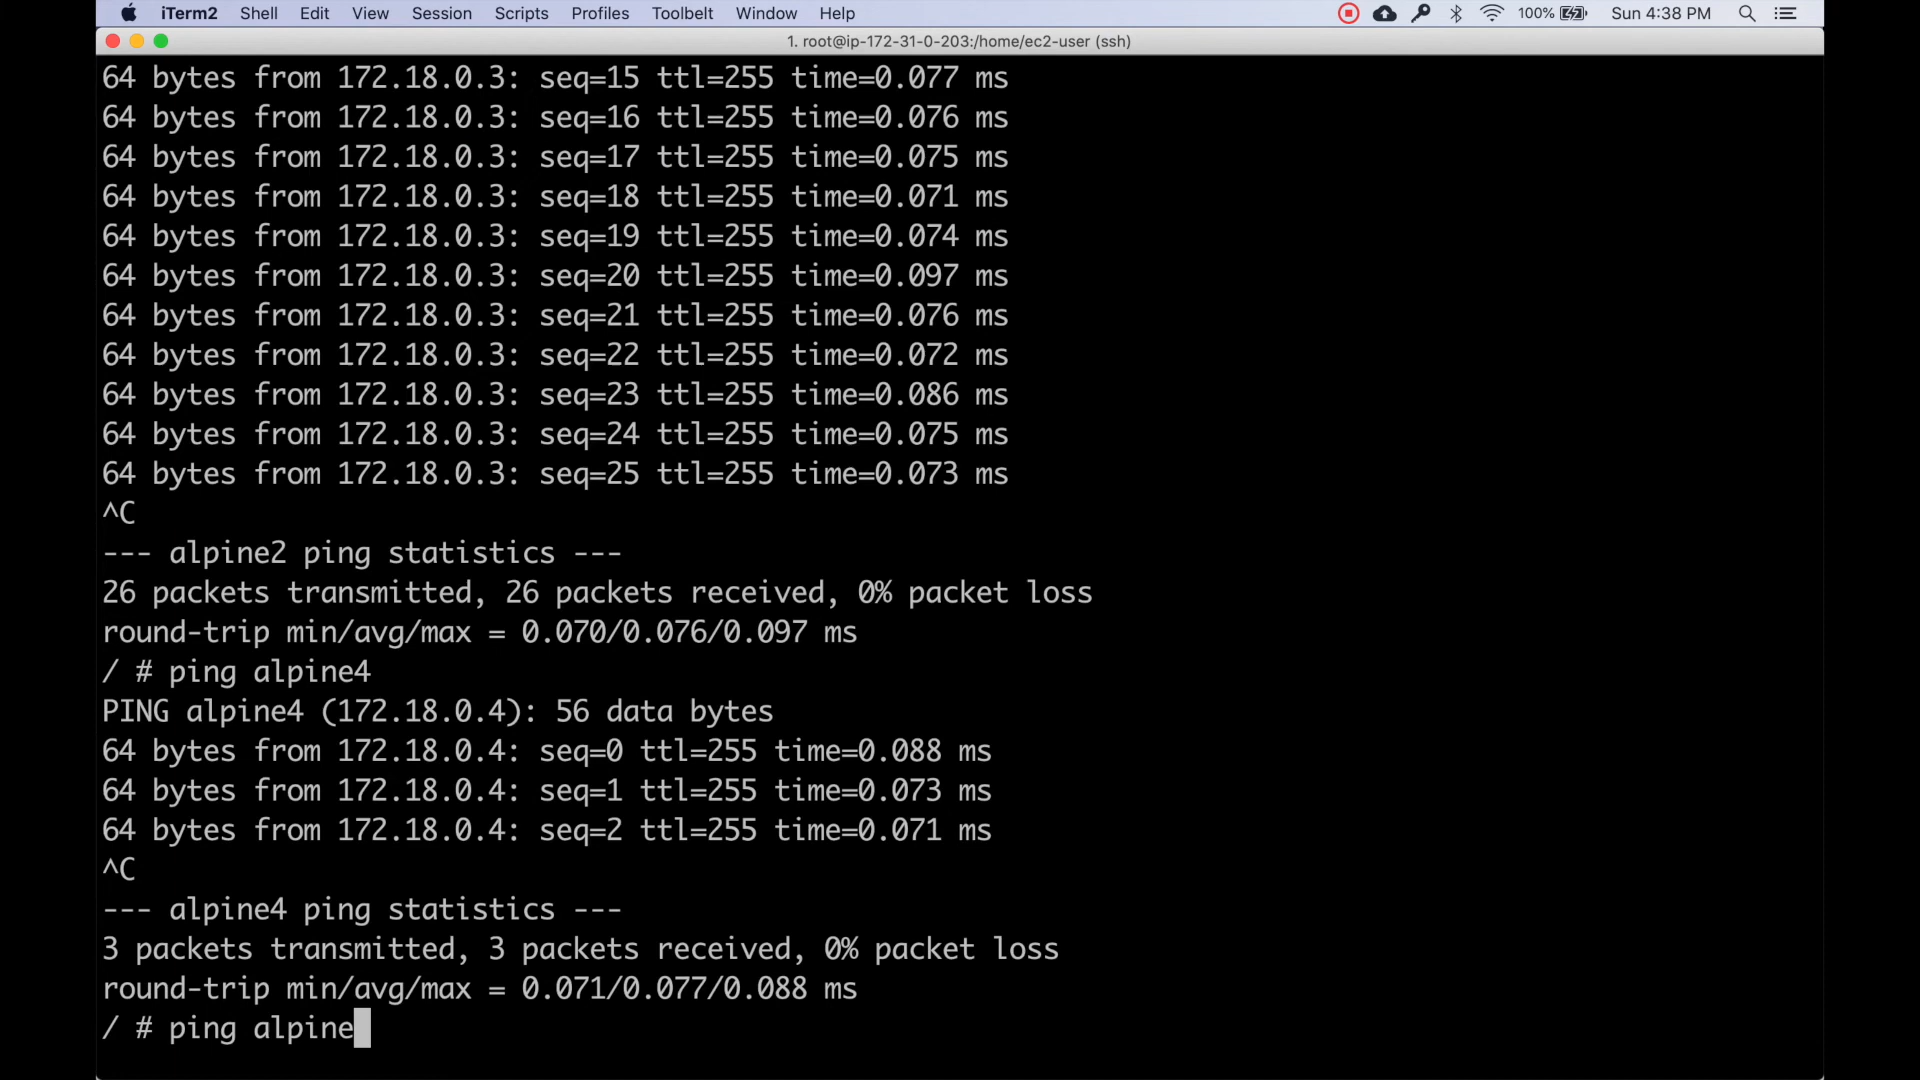 iTerm2 Shell Edit View Session Scripts Profiles Toolbelt Window Help 100% Sun 4:38 PM
1. root@ip-172-31-0-203:/home/ec2-user (ssh)
64 bytes from 172.18.0.3: seq=15 ttl=255 time=0.077 ms
64 bytes from 172.18.0.3: seq=16 ttl=255 time=0.076 ms
64 bytes from 172.18.0.3: seq=17 ttl=255 time=0.075 ms
64 bytes from 172.18.0.3: seq=18 ttl=255 time=0.071 ms
64 bytes from 172.18.0.3: seq=19 ttl=255 time=0.074 ms
64 bytes from 172.18.0.3: seq=20 ttl=255 time=0.097 ms
64 bytes from 172.18.0.3: seq=21 ttl=255 time=0.076 ms
64 bytes from 172.18.0.3: seq=22 ttl=255 time=0.072 ms
64 bytes from 172.18.0.3: seq=23 ttl=255 time=0.086 ms
64 bytes from 172.18.0.3: seq=24 ttl=255 time=0.075 ms
64 bytes from 172.18.0.3: seq=25 ttl=255 time=0.073 ms
^C
--- alpine2 ping statistics ---
26 packets transmitted, 26 packets received, 0% packet loss
round-trip min/avg/max = 0.070/0.076/0.097 ms
/ # ping alpine4
PING alpine4 (172.18.0.4): 56 data bytes
64 bytes from 172.18.0.4: seq=0 ttl=255 time=0.088 ms
64 bytes from 172.18.0.4: seq=1 ttl=255 time=0.073 ms
64 bytes from 172.18.0.4: seq=2 ttl=255 time=0.071 ms
^C
--- alpine4 ping statistics ---
3 packets transmitted, 3 packets received, 0% packet loss
round-trip min/avg/max = 0.071/0.077/0.088 ms
/ # ping alpine